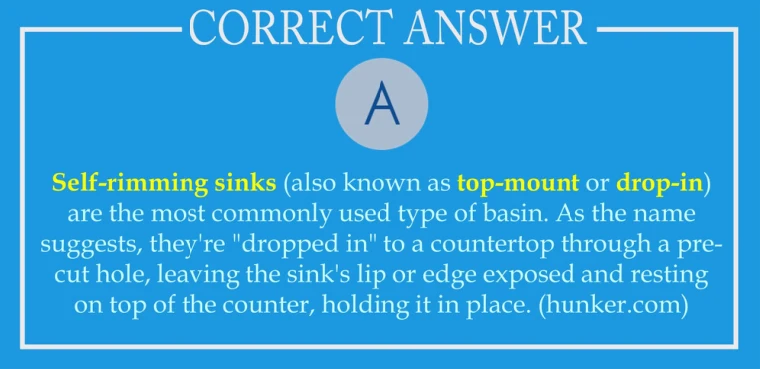 CORRECT ANSWER
A
Self-rimming sinks (also known as top-mount or drop-in)
are the most commonly used type of basin. As the name
suggests, they're "dropped in" to a countertop through a pre-
cut hole, leaving the sink's lip or edge exposed and resting
on top of the counter, holding it in place. (hunker.com)